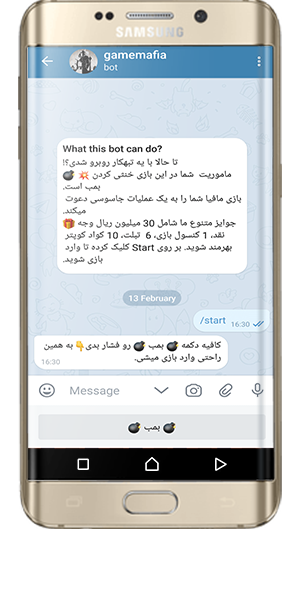 SAMSUNG
gamemafia
bot
What this bot can do?
تا حالا با یه تبهکار روبرو شدی؟!
ماموریت شما در این بازی خنثی کردن 💥 💣
بمب است.
بازی مافیا شما را به یک عملیات جاسوسی دعوت
میکند.
جوایز متنوع ما شامل 30 میلیون ریال وجه 🎁
نقد، 1 کنسول بازی، 6 تبلت، 10 کواد کوپتر
بهرمند شوید. بر روی Start کلیک کرده تا وارد
بازی شوید.
13 February
/start 16:30
کافیه دکمه 💣 بمب 💣 رو فشار بدی👇 به همین
راحتی وارد بازی میشی.
16:30
Message
💣 بمب 💣